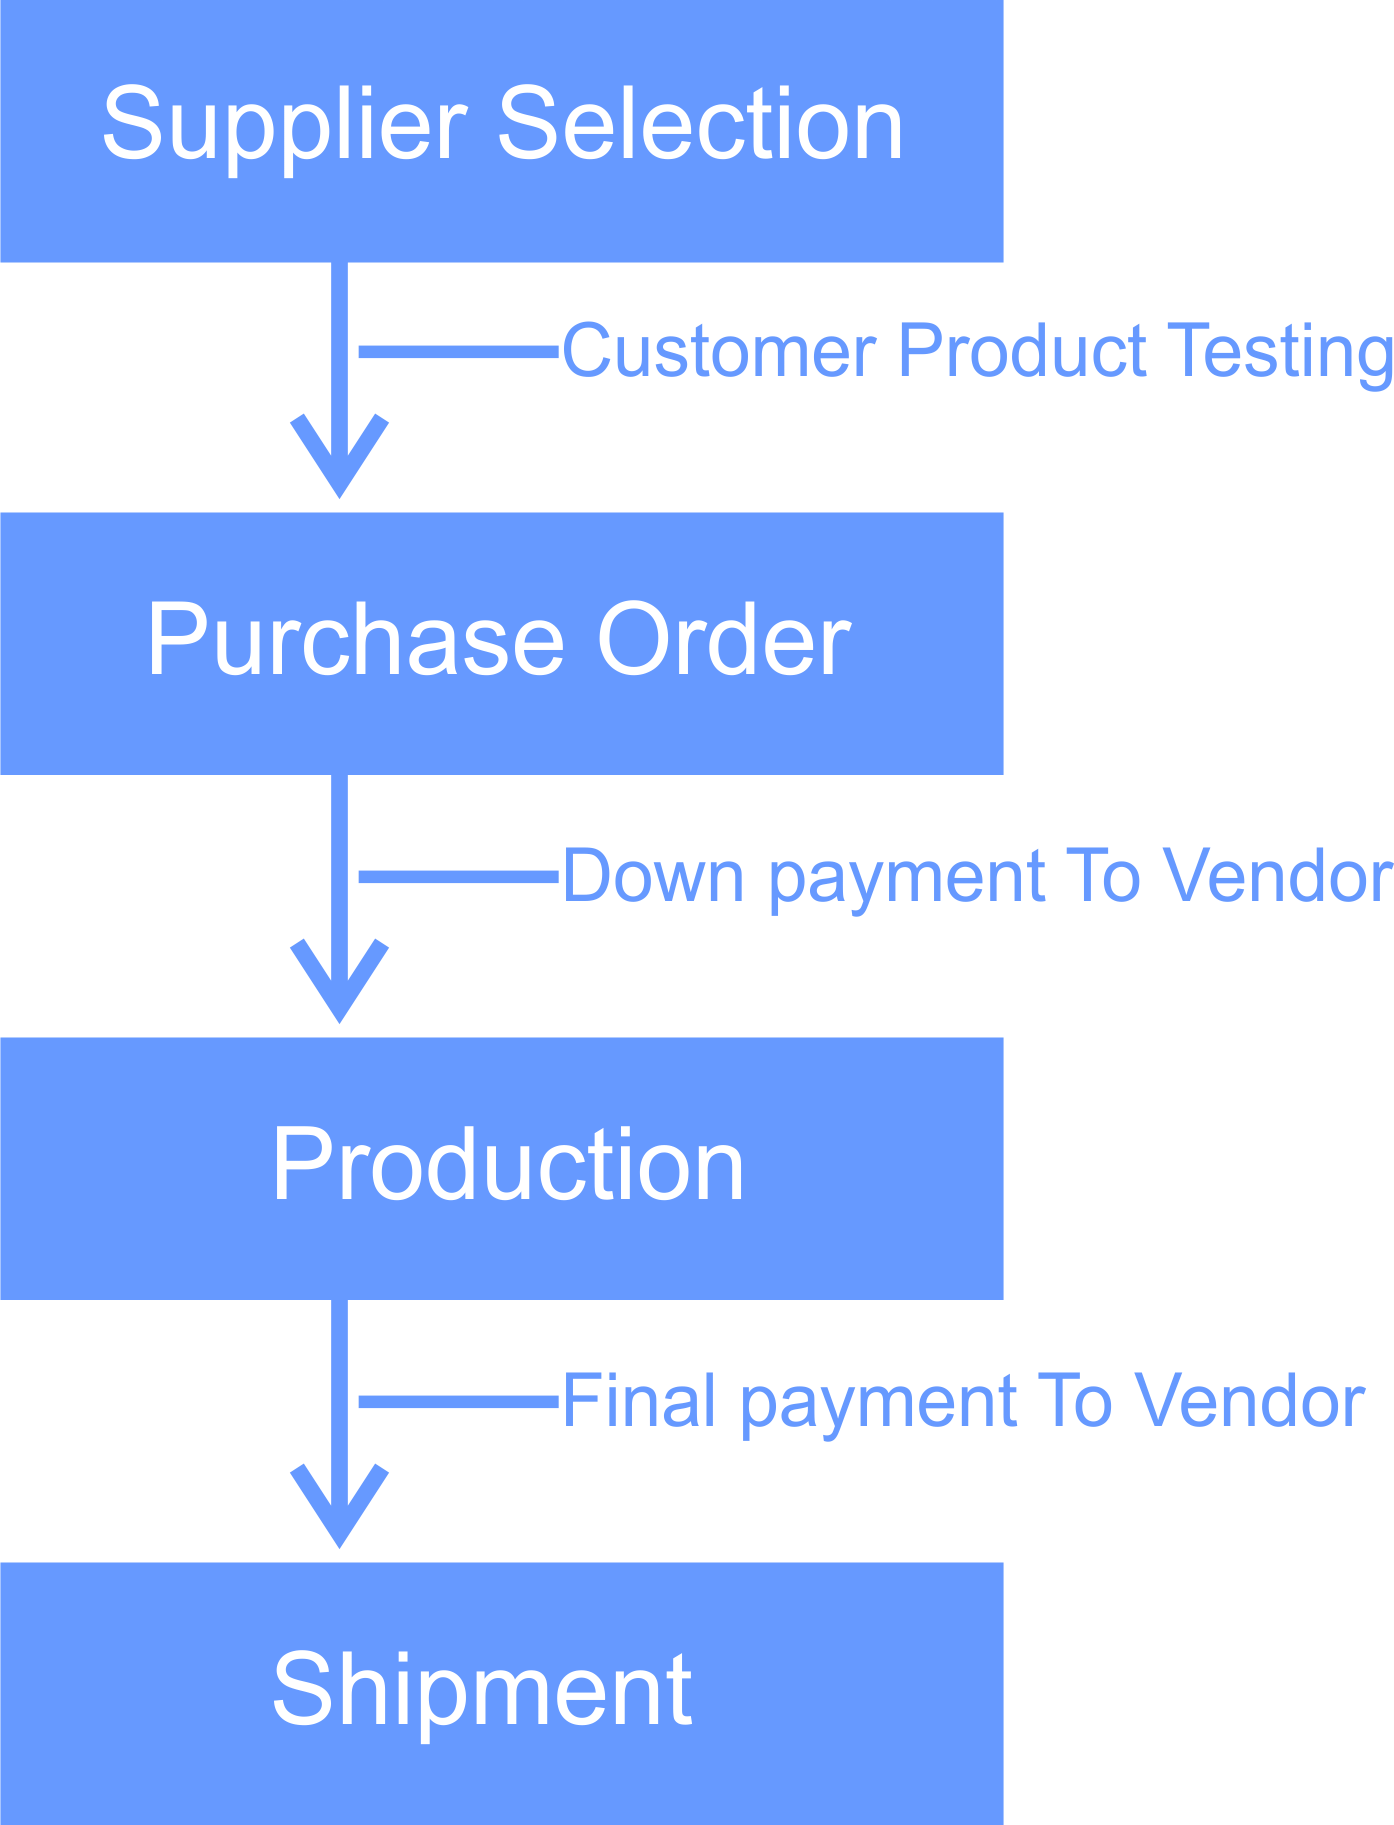 Supplier Selection
Customer Product Testing
Purchase Order
Down payment To Vendor
Production
Final payment To Vendor
Shipment